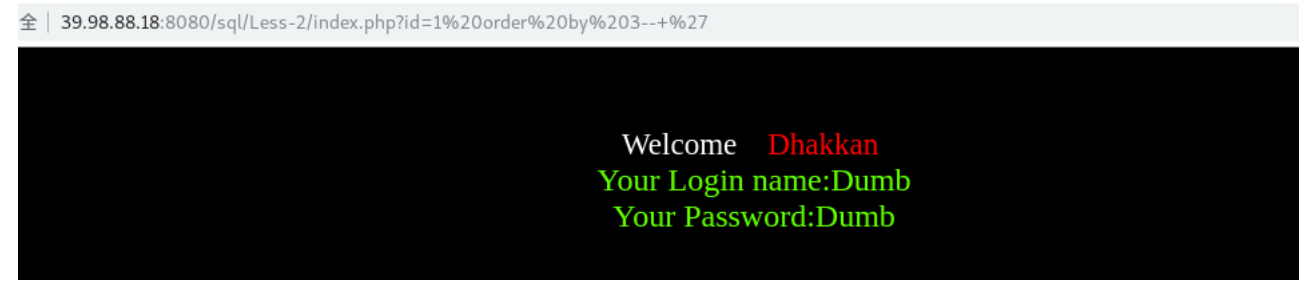 全 39.98.88.18:8080/sql/Less-2/index.php?id=1%20order%20by%203--+%27
Welcome Dhakkan
Your Login name:Dumb
Your Password:Dumb